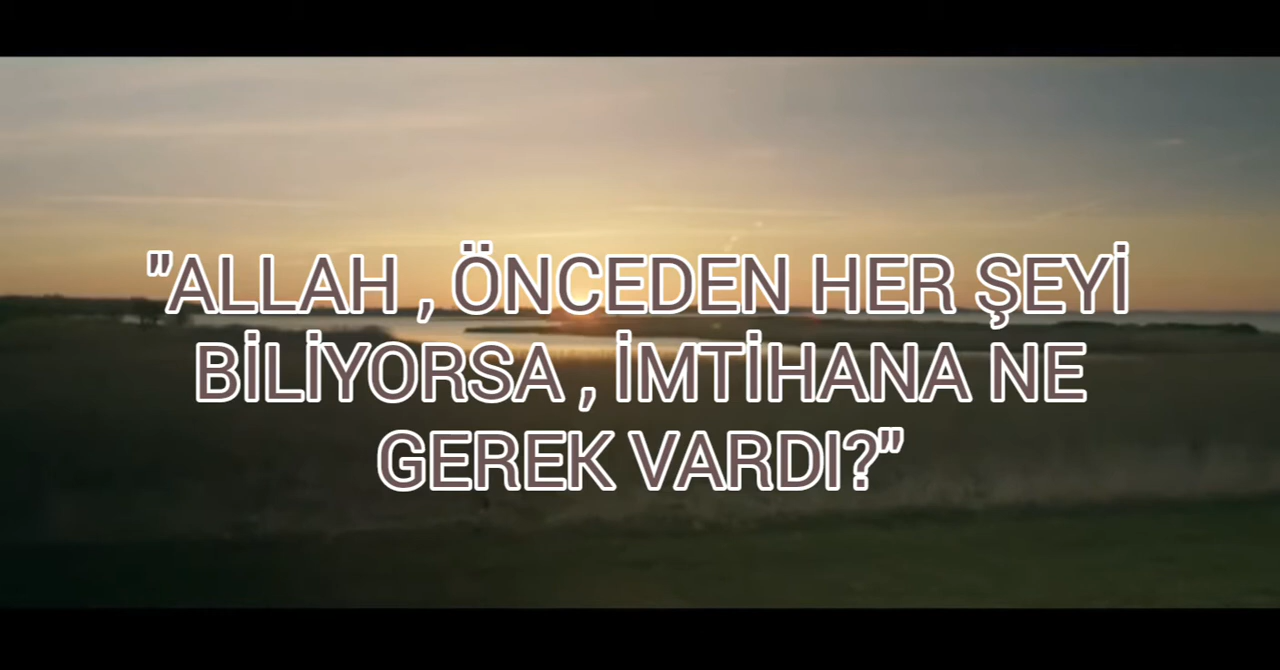 "ALLAH , ÖNCEDEN HER ŞEYİ
BİLİYORSA , İMTİHANA NE
GEREK VARDI?"